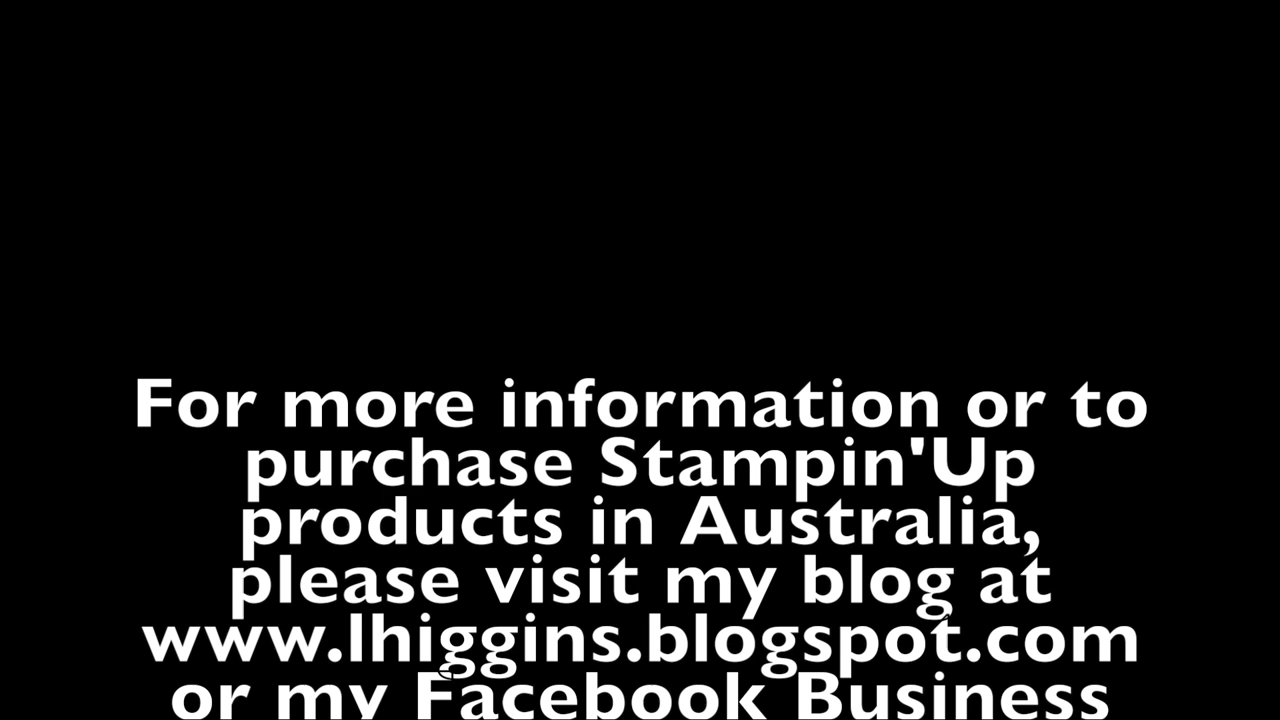 For more information or to
purchase Stampin'Up
products in Australia,
please visit my blog at
www.lhiggins.blogspot.com
or my Facebook Business